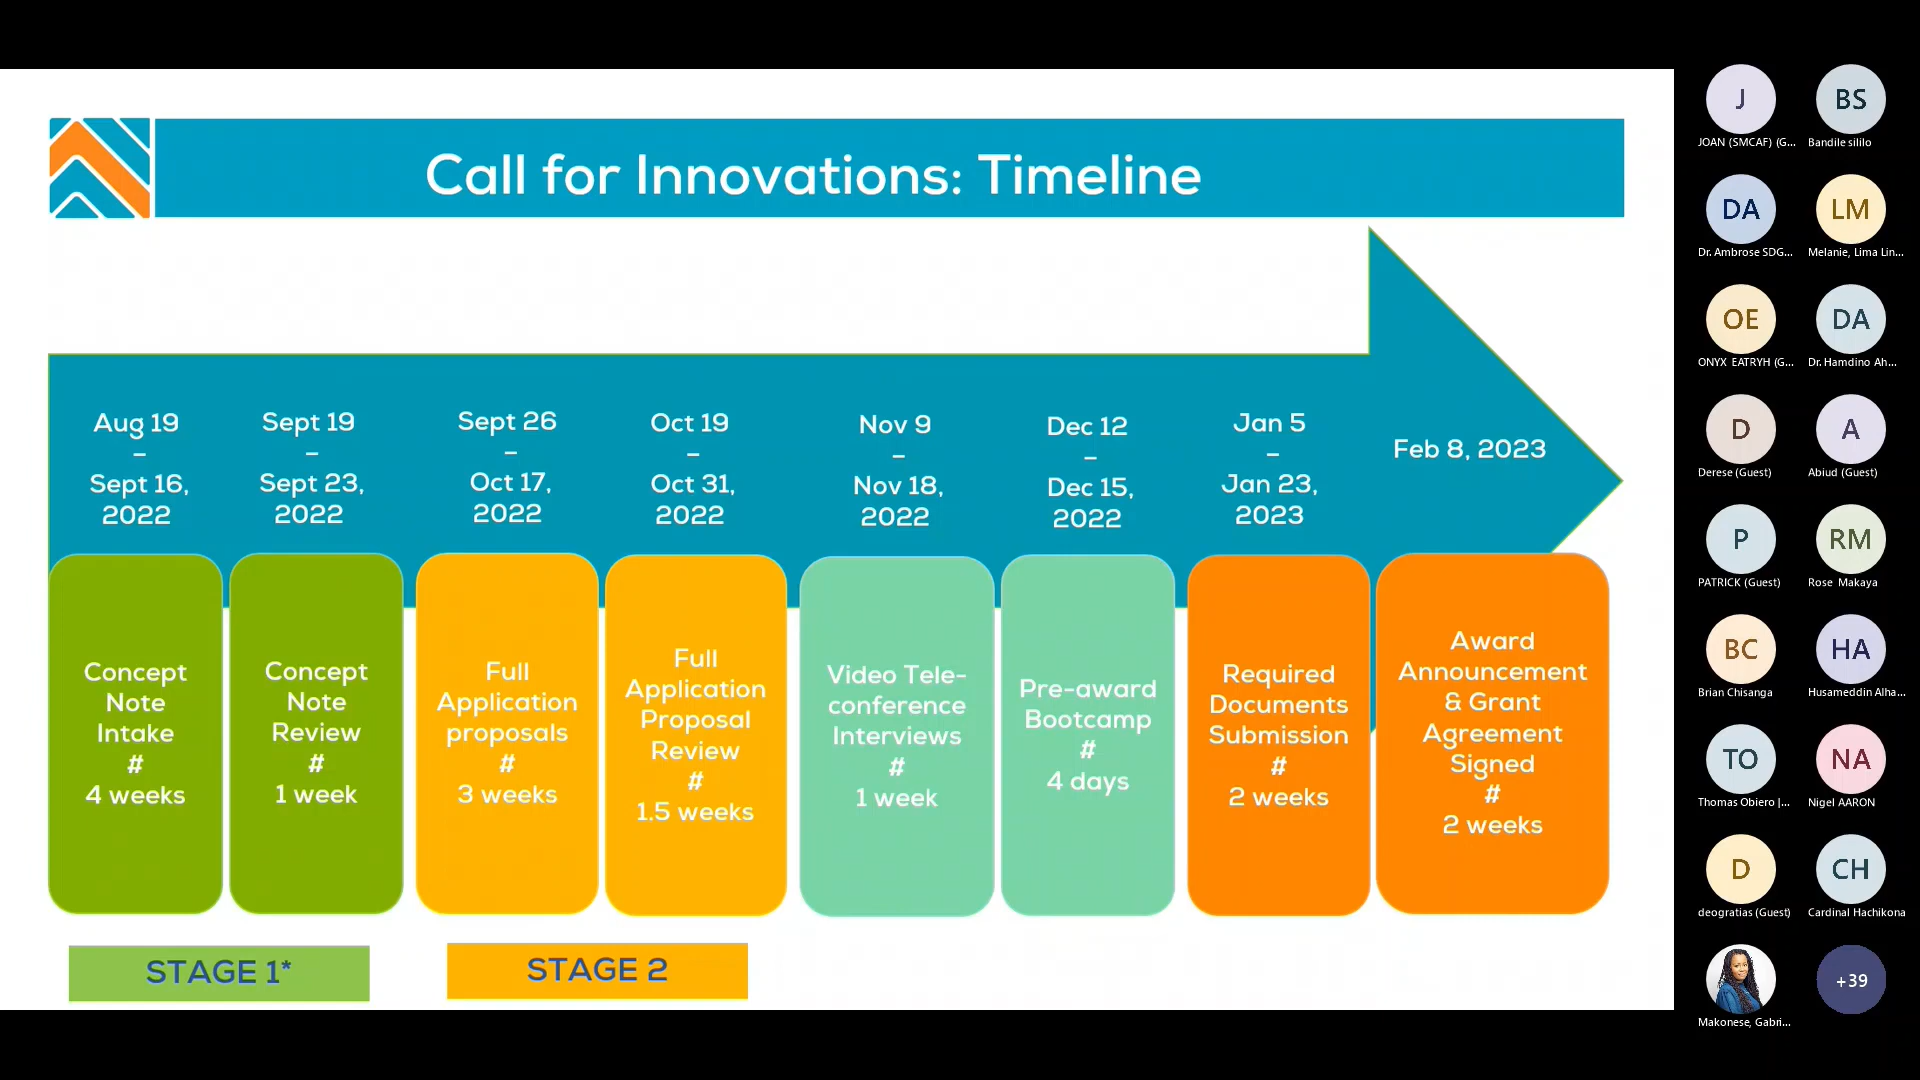 Call for Innovations: Timeline
Aug 19
–
Sept 16,
2022
Sept 19
–
Sept 23,
2022
Sept 26
–
Oct 17,
2022
Oct 19
–
Oct 31,
2022
Nov 9
–
Nov 18,
2022
Dec 12
–
Dec 15,
2022
Jan 5
–
Jan 23,
2023
Feb 8, 2023
Concept
Note
Intake
#
4 weeks
Concept
Note
Review
#
1 week
Full
Application
proposals
#
3 weeks
Full
Application
Proposal
Review
#
1.5 weeks
Video Tele-
conference
Interviews
#
1 week
Pre-award
Bootcamp
#
4 days
Required
Documents
Submission
#
2 weeks
Award
Announcement
& Grant
Agreement
Signed
#
2 weeks
STAGE 1*
STAGE 2
J
JOAN (SMCAF) (G...
BS
Bandile sililo
DA
Dr. Ambrose SDG...
LM
Melanie, Lima Lin...
OE
ONYX EATRYH (G...
DA
Dr. Hamdino Ah...
D
Derese (Guest)
A
Abiud (Guest)
P
PATRICK (Guest)
RM
Rose Makaya
BC
Brian Chisanga
HA
Husameddin Alha...
TO
Thomas Obiero |...
NA
Nigel AARON
D
deogratias (Guest)
CH
Cardinal Hachikona
Makonese, Gabri...
+39